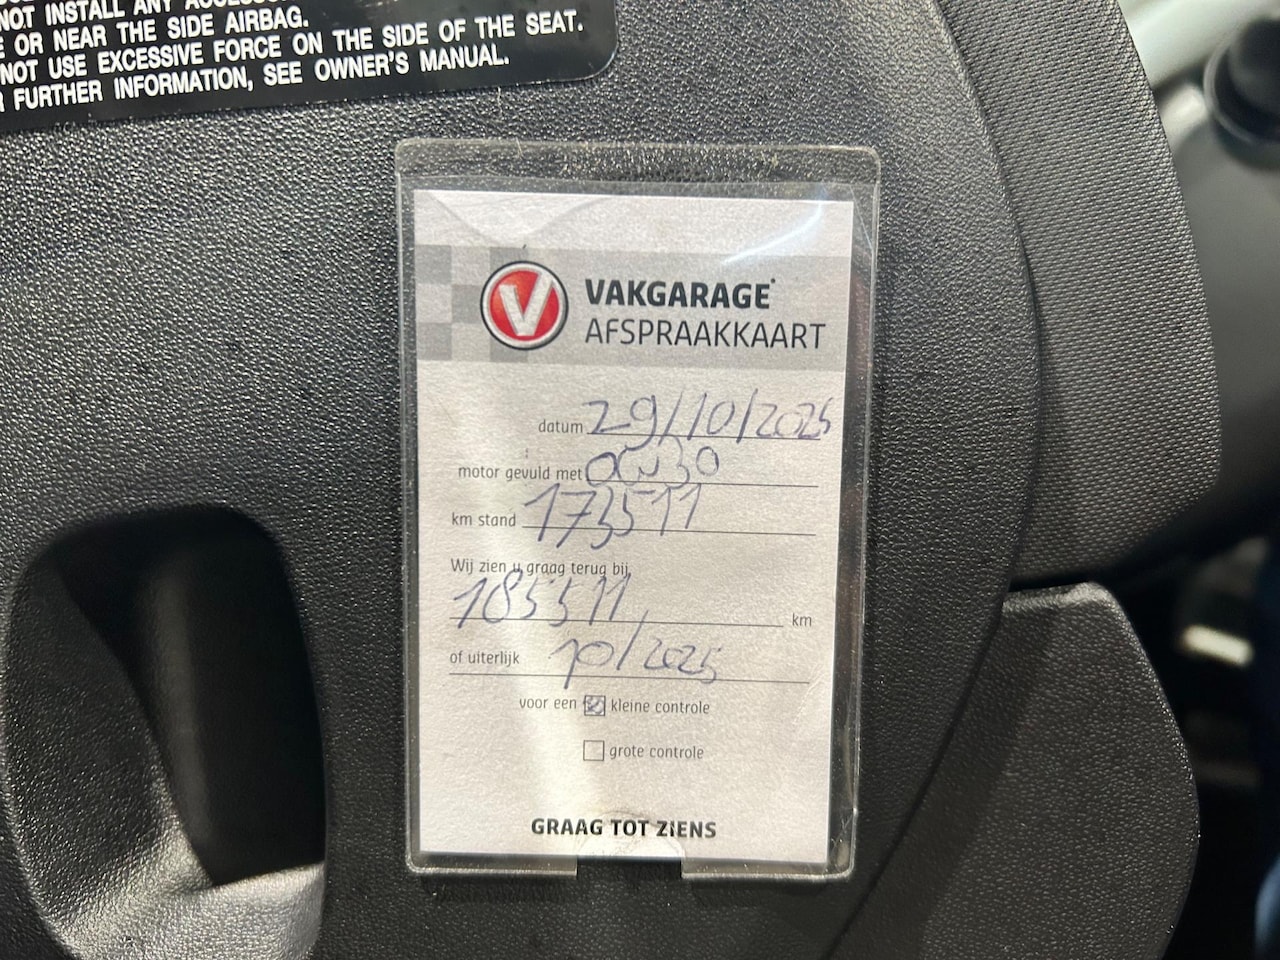 NOT INSTALL ANY
OR NEAR THE SIDE AIRBAG.
NOT USE EXCESSIVE FORCE ON THE SIDE OF THE SEAT.
FURTHER INFORMATION, SEE OWNER'S MANUAL.
V VAKGARAGE
AFSPRAAKKAART
datum 29/10/2025
motor gevuld met 0W30
km stand 173511
Wij zien u graag terug bij
185511, km
of uiterlijk 10/2025
voor een kleine controle
grote controle
GRAAG TOT ZIENS